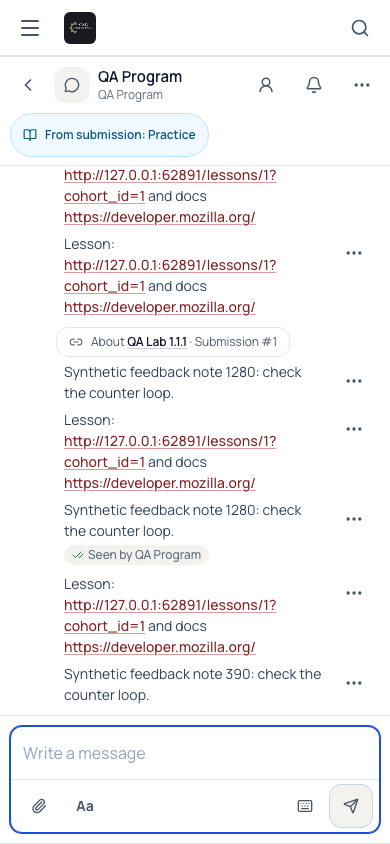 QA Program
QA Program
From submission: Practice
http://127.0.0.1:62891/lessons/1?
cohort_id=1 and docs
https://developer.mozilla.org/
Lesson:
http://127.0.0.1:62891/lessons/1?
cohort_id=1 and docs
https://developer.mozilla.org/
About QA Lab 1.1.1 · Submission #1
Synthetic feedback note 1280: check
the counter loop.
Lesson:
http://127.0.0.1:62891/lessons/1?
cohort_id=1 and docs
https://developer.mozilla.org/
Synthetic feedback note 1280: check
the counter loop.
Seen by QA Program
Lesson:
http://127.0.0.1:62891/lessons/1?
cohort_id=1 and docs
https://developer.mozilla.org/
Synthetic feedback note 390: check the
counter loop.
Write a message
Aa